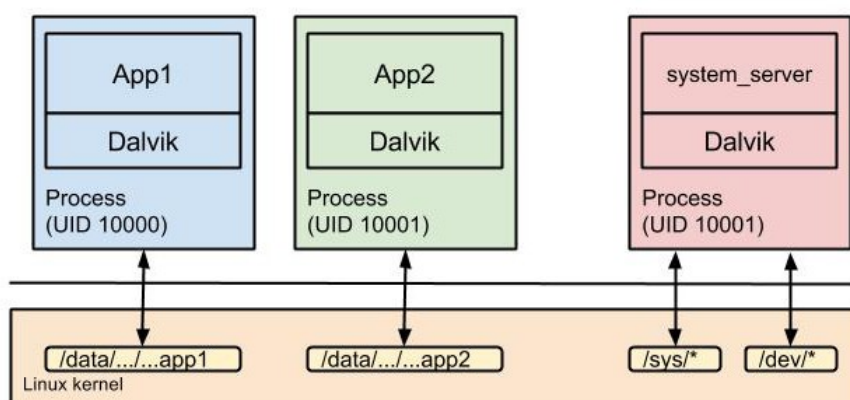 App1
Dalvik
Process
(UID 10000)
App2
Dalvik
Process
(UID 10001)
system_server
Dalvik
Process
(UID 10001)
/data/.../...app1
/data/.../...app2
/sys/*
/dev/*
Linux kernel